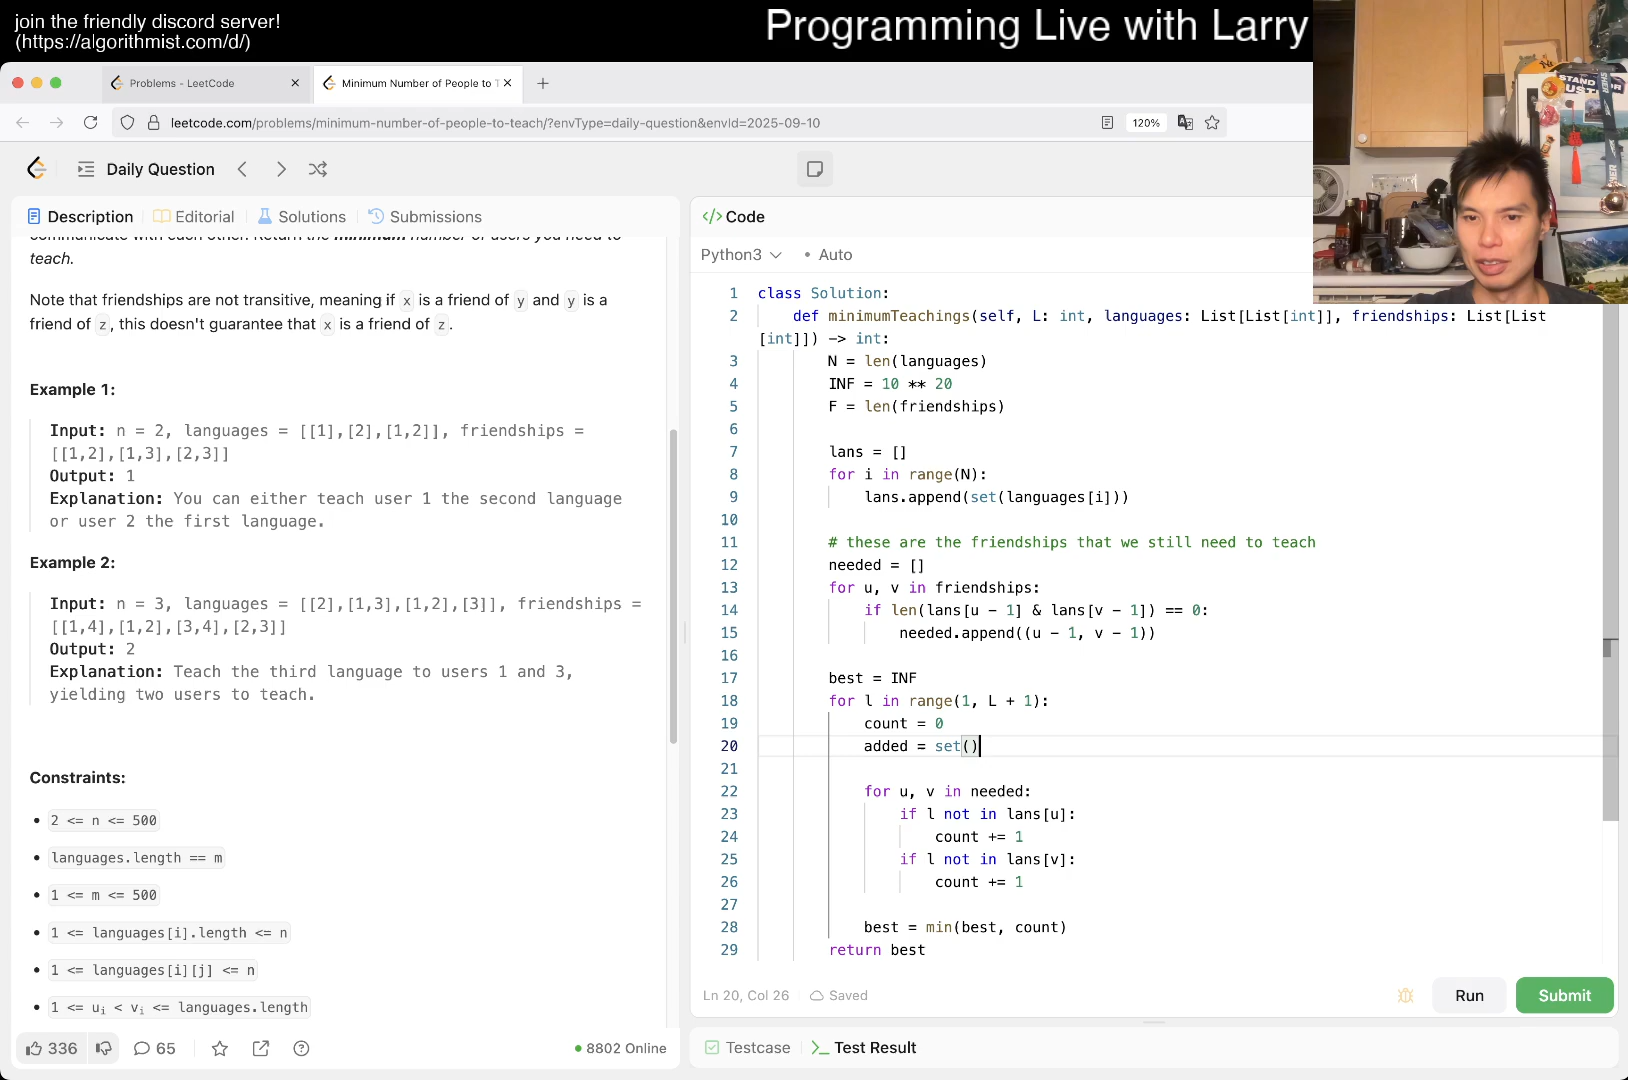 join the friendly discord server!
(https://algorithmist.com/d/)
Programming Live with Larry
Problems - LeetCode
Minimum Number of People to T
leetcode.com/problems/minimum-number-of-people-to-teach/?envType=daily-question&envId=2025-09-10
120%
Daily Question
Description
Editorial
Solutions
Submissions
communicate with each other. Return the minimum number of users you need to
teach.
Note that friendships are not transitive, meaning if x is a friend of y and y is a
friend of z, this doesn't guarantee that x is a friend of z.
Example 1:
Input: n = 2, languages = [[1],[2],[1,2]], friendships =
[[1,2],[1,3],[2,3]]
Output: 1
Explanation: You can either teach user 1 the second language
or user 2 the first language.
Example 2:
Input: n = 3, languages = [[2],[1,3],[1,2],[3]], friendships =
[[1,4],[1,2],[3,4],[2,3]]
Output: 2
Explanation: Teach the third language to users 1 and 3,
yielding two users to teach.
Constraints:
• 2 <= n <= 500
• languages.length == m
• 1 <= m <= 500
• 1 <= languages[i].length <= n
• 1 <= languages[i][j] <= n
• 1 <= ui < vi <= languages.length
336
65
8802 Online
</> Code
Python3
• Auto
1 class Solution:
2 def minimumTeachings(self, L: int, languages: List[List[int]], friendships: List[List
[int]]) -> int:
3 N = len(languages)
4 INF = 10 ** 20
5 F = len(friendships)
6
7 lans = []
8 for i in range(N):
9 lans.append(set(languages[i]))
10
11 # these are the friendships that we still need to teach
12 needed = []
13 for u, v in friendships:
14 if len(lans[u - 1] & lans[v - 1]) == 0:
15 needed.append((u - 1, v - 1))
16
17 best = INF
18 for l in range(1, L + 1):
19 count = 0
20 added = set()
21
22 for u, v in needed:
23 if l not in lans[u]:
24 count += 1
25 if l not in lans[v]:
26 count += 1
27
28 best = min(best, count)
29 return best
Ln 20, Col 26
Saved
Run
Submit
Testcase
Test Result
STAND